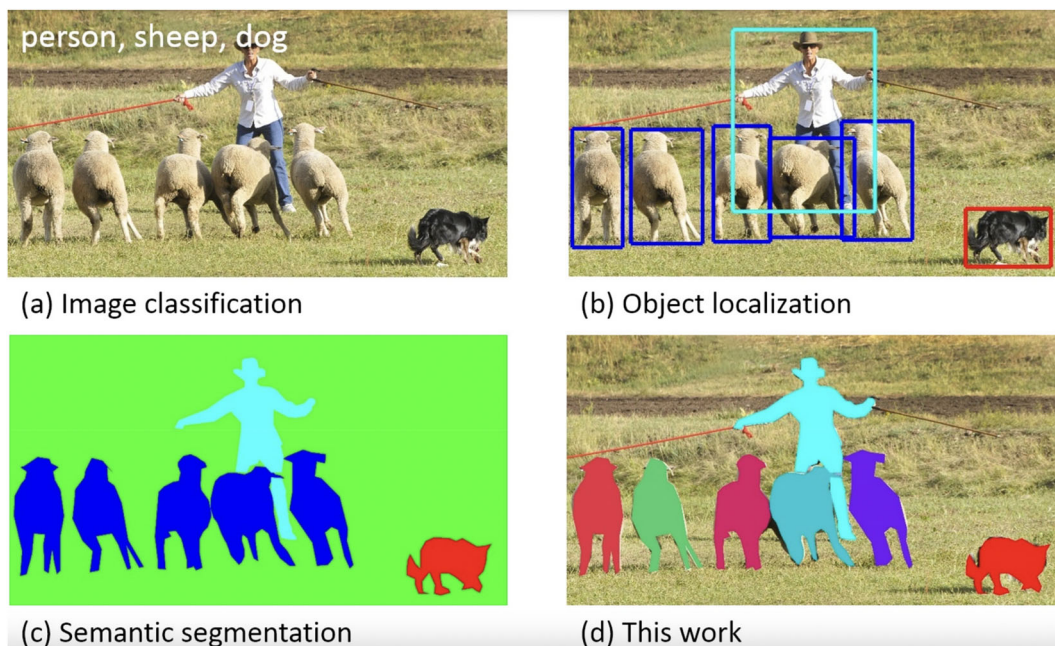 person, sheep, dog
(a) Image classification
(b) Object localization
(c) Semantic segmentation
(d) This work